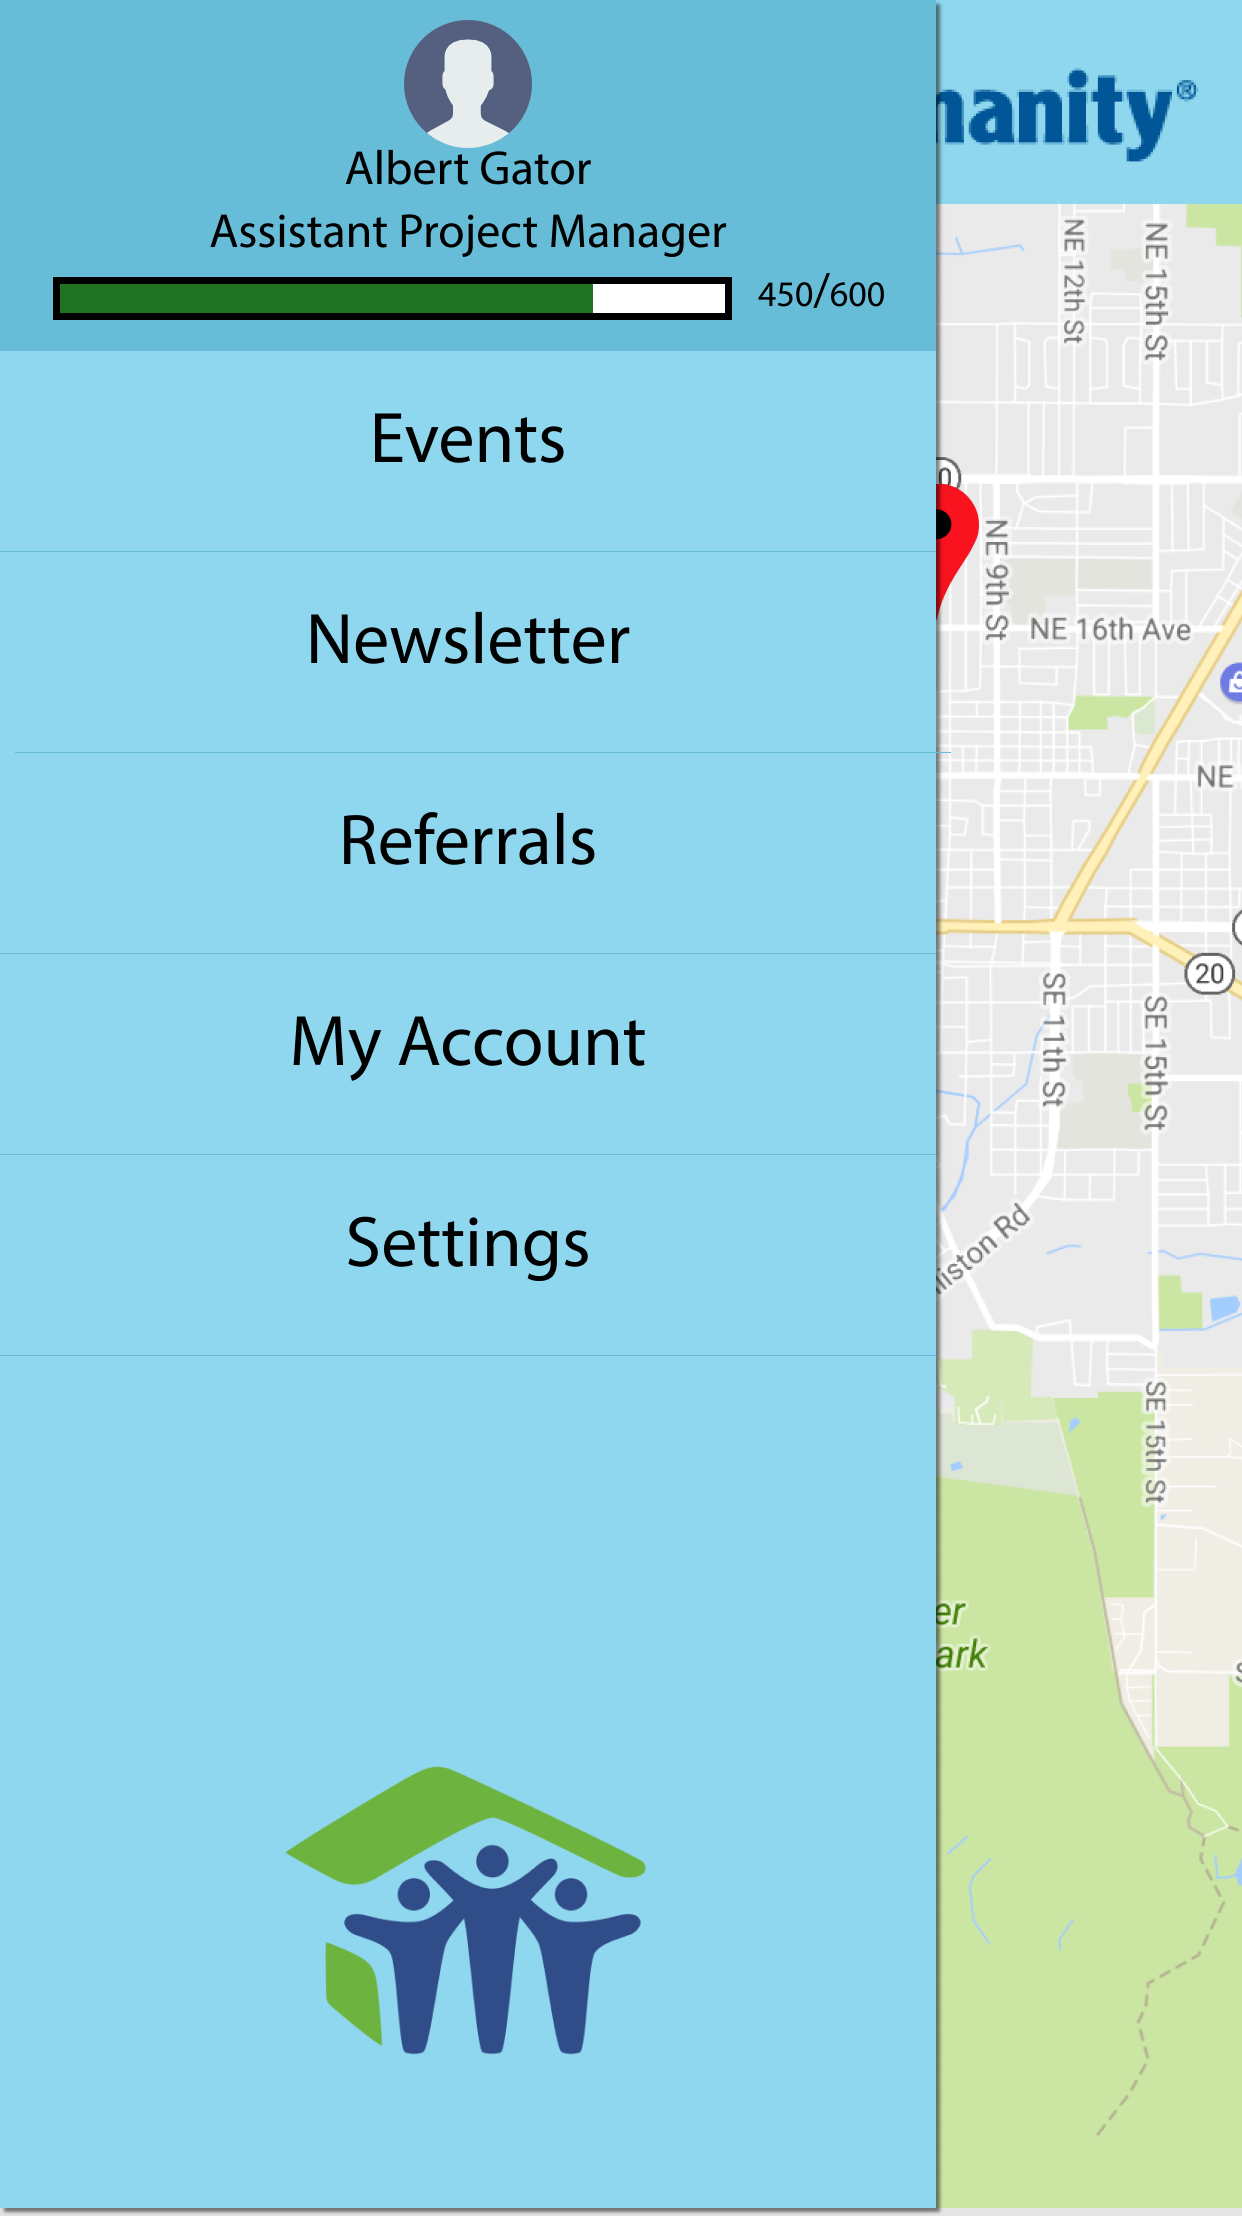 Albert Gator
Assistant Project Manager
450/600
Events
Newsletter
Referrals
My Account
Settings
manity®
NE 12th St
NE 15th St
NE 9th St
NE 16th Ave
NE
20
SE 11th St
SE 15th St
liston Rd
SE 15th St
er
ark